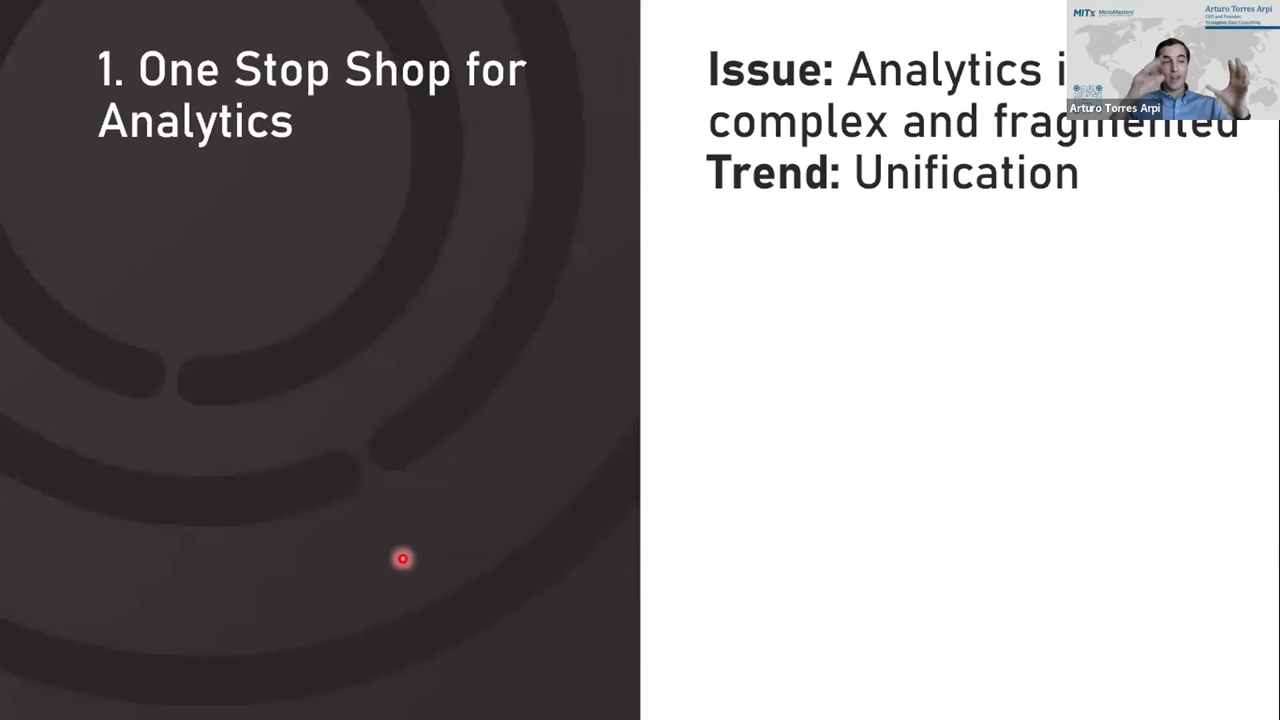 1. One Stop Shop for
Analytics
Issue: Analytics i
complex and fragmented
Trend: Unification
MITx MicroMasters
Arturo Torres Arpi
CEO and Founder,
Arturo Torres Arpi